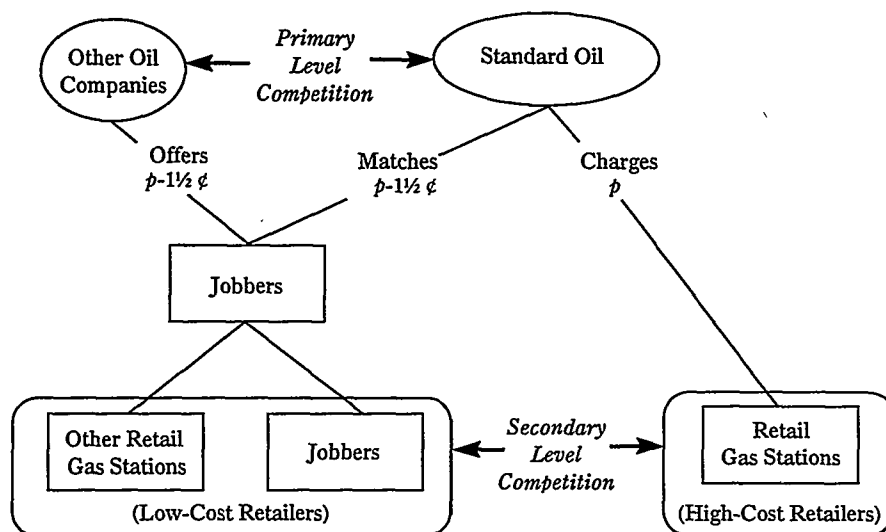 Other Oil
Companies
Primary
Level
Competition
Standard Oil
Offers
p-1½ ¢
Matches
p-1½ ¢
Charges
p
Jobbers
Other Retail
Gas Stations
Jobbers
(Low-Cost Retailers)
Secondary
Level
Competition
Retail
Gas Stations
(High-Cost Retailers)